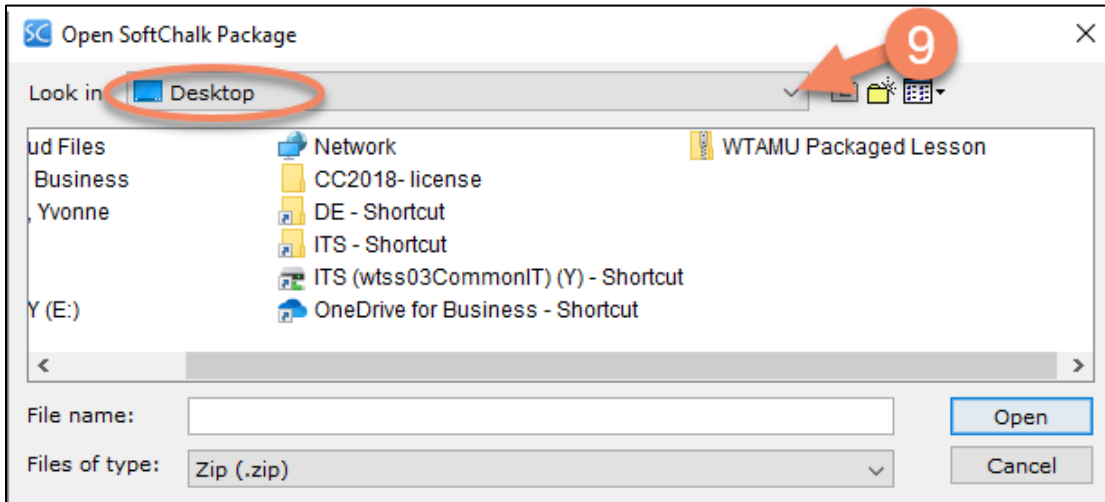 SC Open SoftChalk Package
9
Look in Desktop
ud Files Network WTAMU Packaged Lesson
Business CC2018- license
, Yvonne DE - Shortcut
ITS - Shortcut
ITS (wtss03CommonIT) (Y) - Shortcut
Y (E:) OneDrive for Business - Shortcut
File name: Open
Files of type: Zip (.zip) Cancel